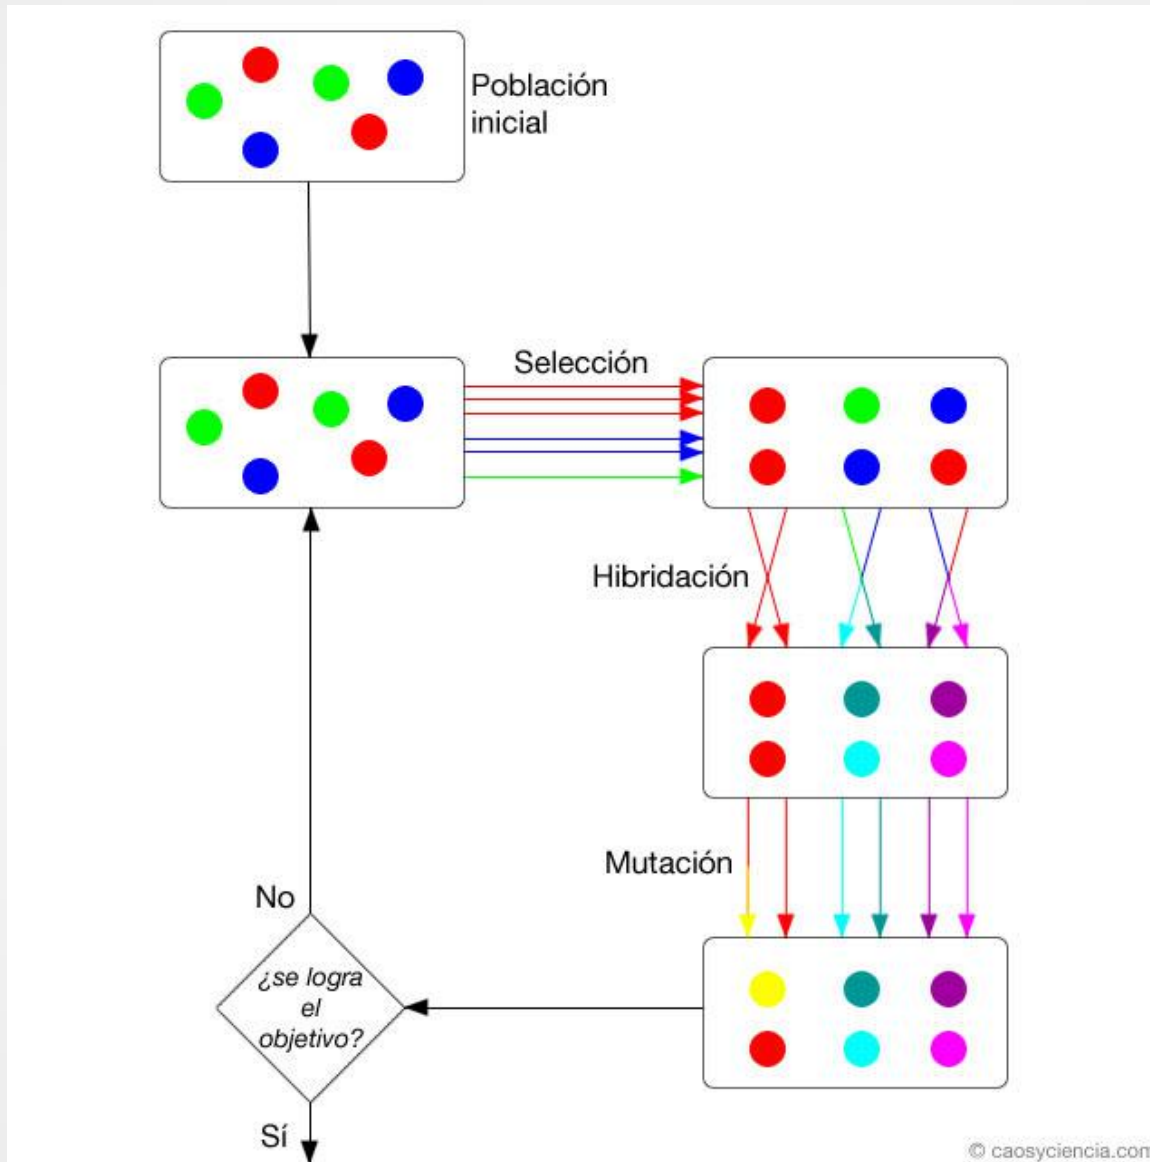 Población
inicial
Selección
Hibridación
Mutación
No
¿se logra
el
objetivo?
Sí
© caosyciencia.com